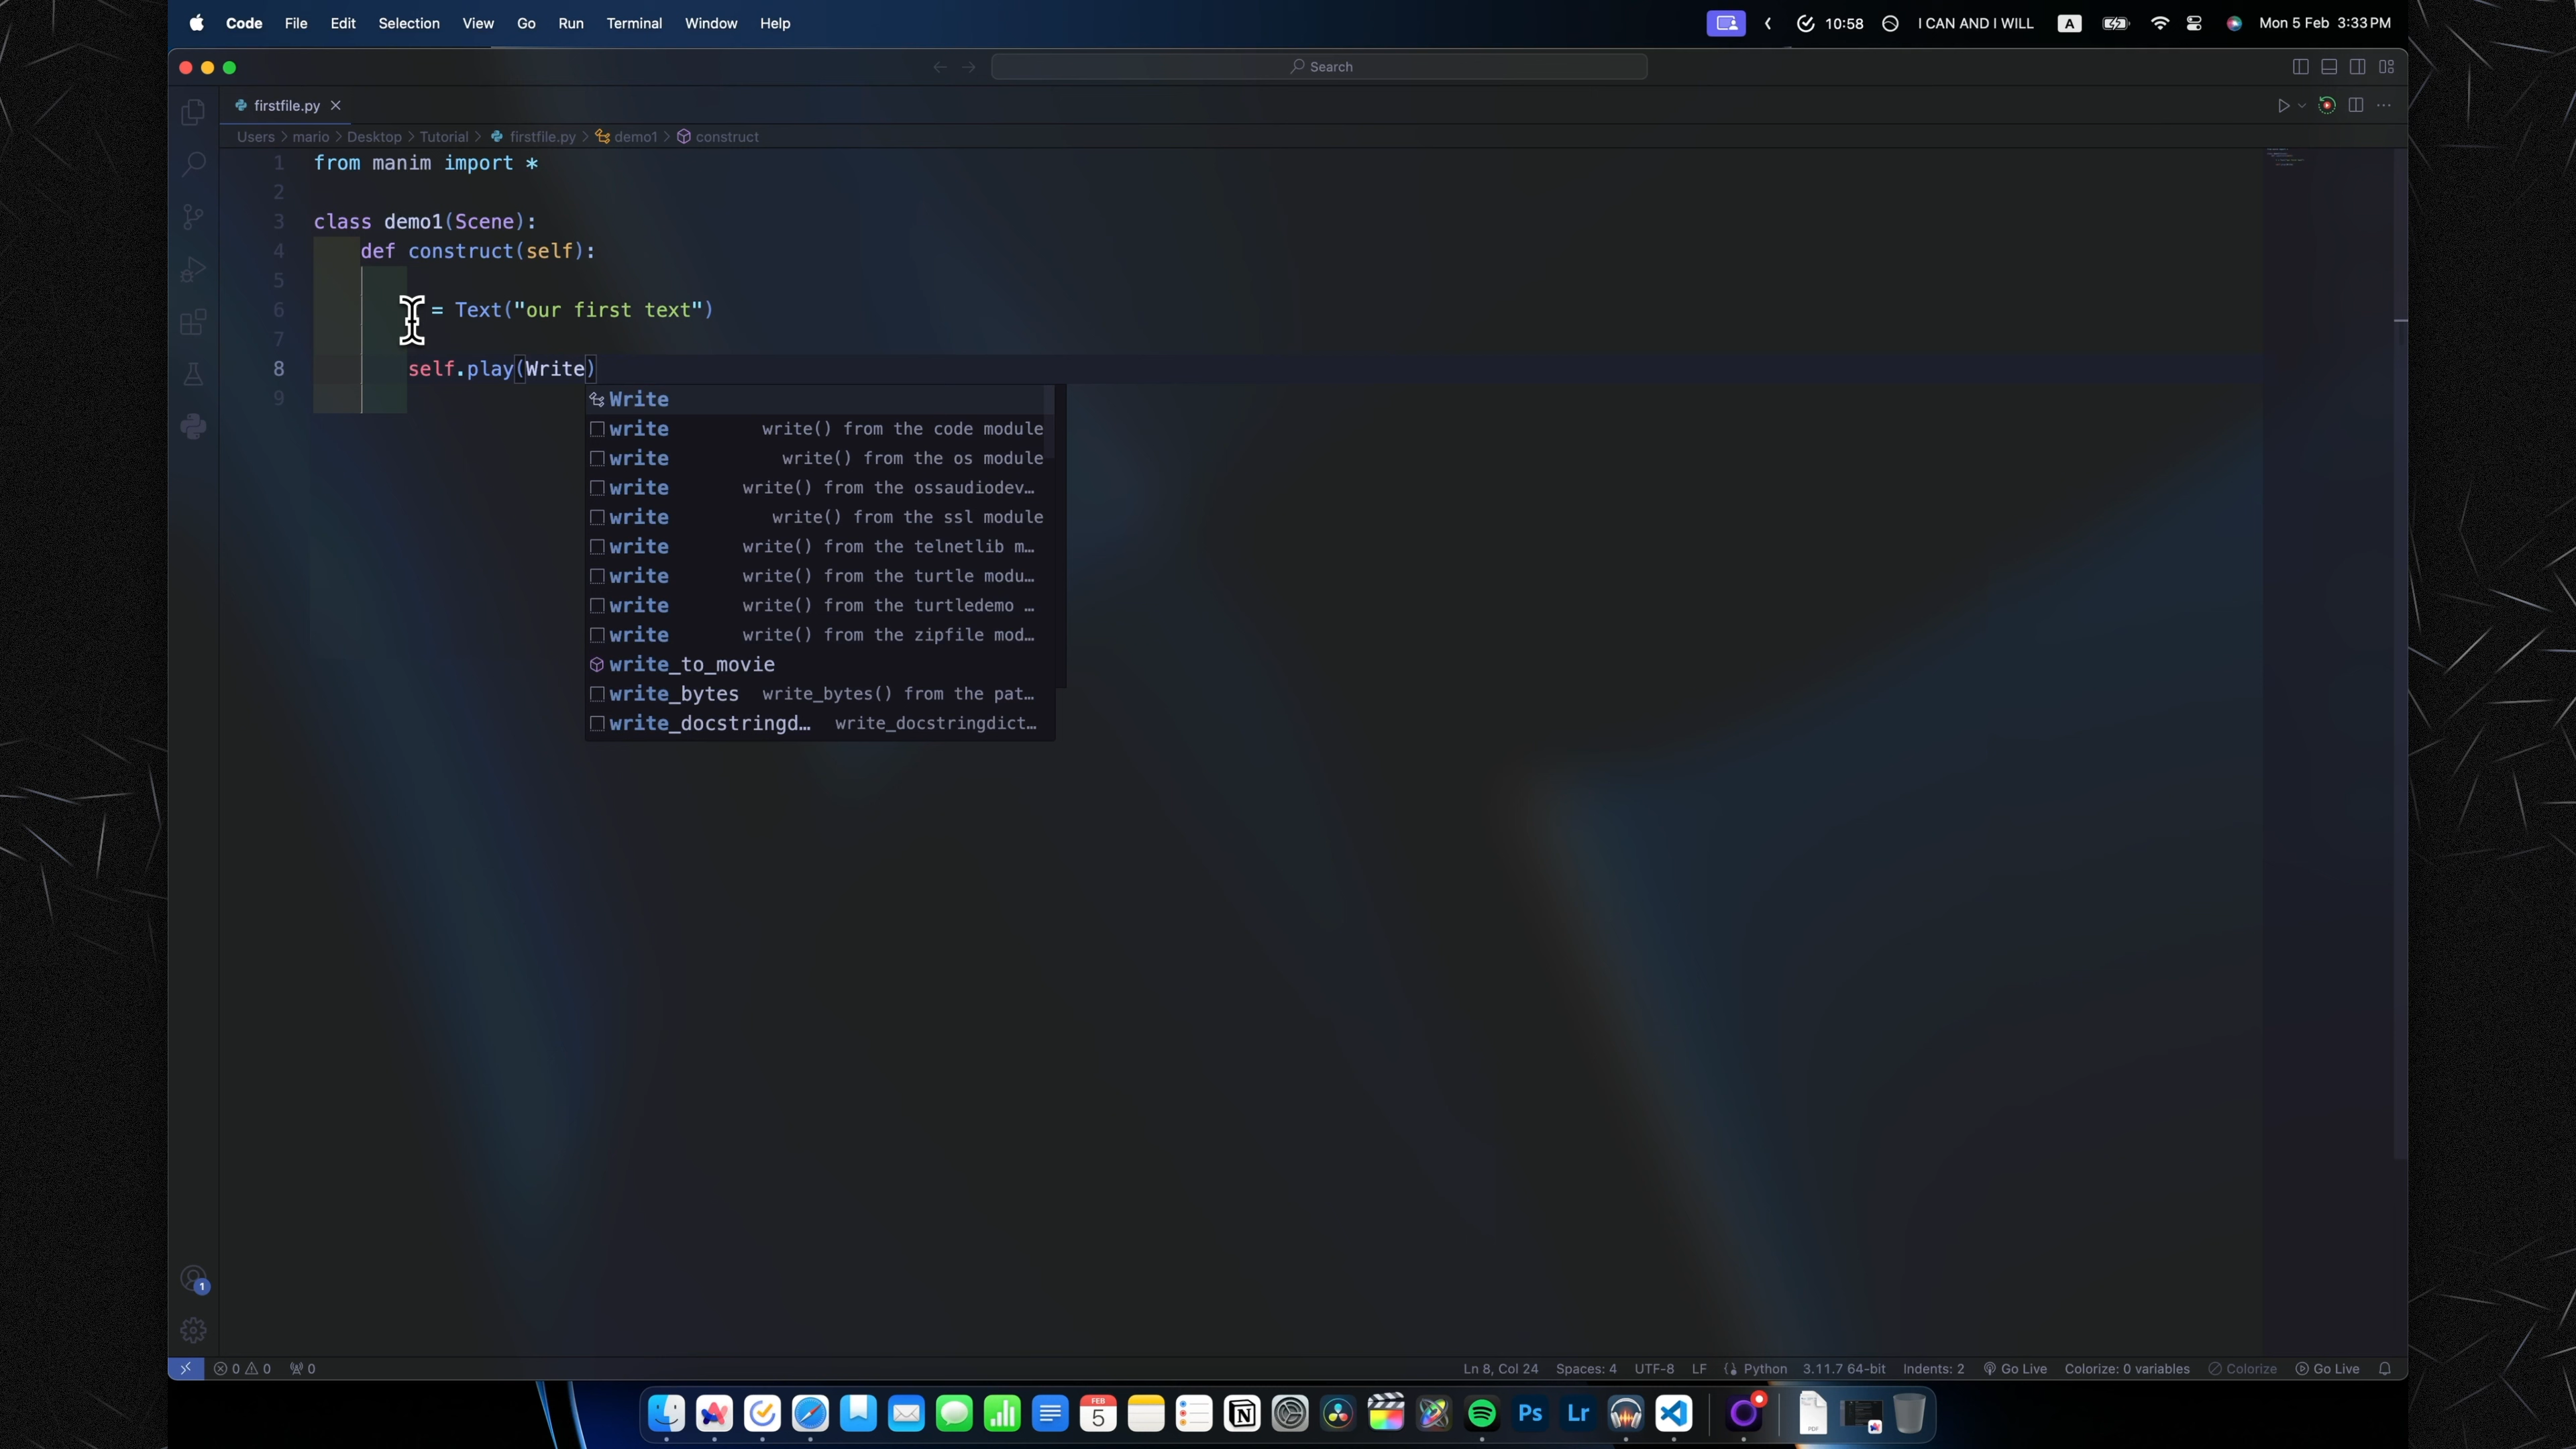 Code File Edit Selection View Go Run Terminal Window Help
10:58 I CAN AND I WILL A Mon 5 Feb 3:33 PM
Search
firstfile.py
Users > mario > Desktop > Tutorial > firstfile.py > demo1 > construct
1 from manim import *
2
3 class demo1(Scene):
4 def construct(self):
5
6 = Text("our first text")
7
8 self.play(Write)
9
Write
write write() from the code module
write write() from the os module
write write() from the ossaudiodev…
write write() from the ssl module
write write() from the telnetlib m…
write write() from the turtle modu…
write write() from the turtledemo …
write write() from the zipfile mod…
write_to_movie
write_bytes write_bytes() from the pat…
write_docstringd… write_docstringdict…
1
0 0 0
Ln 8, Col 24 Spaces: 4 UTF-8 LF Python 3.11.7 64-bit Indents: 2 Go Live Colorize: 0 variables Colorize Go Live
FEB
5
Ps Lr
PDF